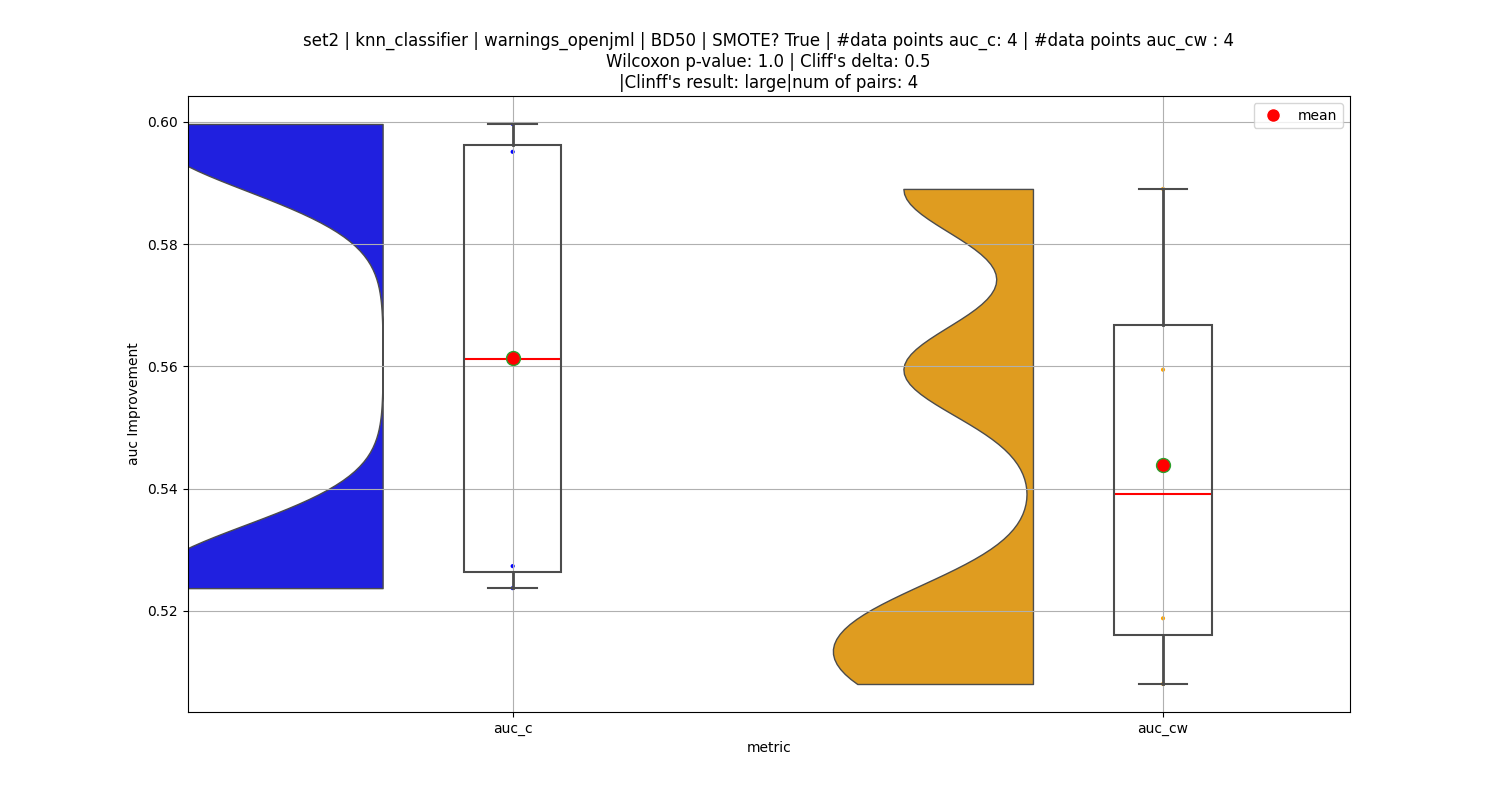 set2 | knn_classifier | warnings_openjml | BD50 | SMOTE? True | #data points auc_c: 4 | #data points auc_cw : 4
Wilcoxon p-value: 1.0 | Cliff's delta: 0.5
|Clinff's result: large|num of pairs: 4
mean
0.60
0.58
0.56
0.54
0.52
auc Improvement
auc_c
auc_cw
metric